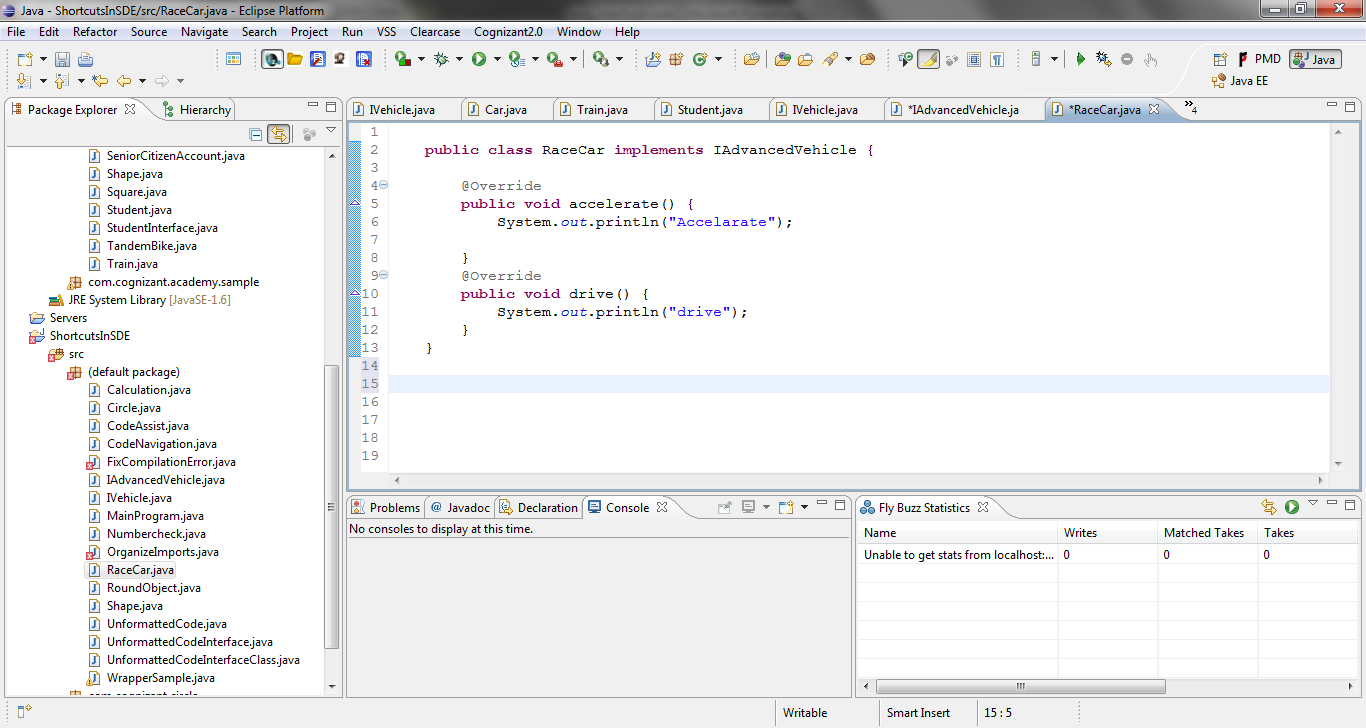 Java - ShortcutsInSDE/src/RaceCar.java - Eclipse Platform
File Edit Refactor Source Navigate Search Project Run VSS Clearcase Cognizant2.0 Window Help
PMD Java
Java EE
Package Explorer Hierarchy
SeniorCitizenAccount.java
Shape.java
Square.java
Student.java
StudentInterface.java
TandemBike.java
Train.java
com.cognizant.academy.sample
JRE System Library [JavaSE-1.6]
Servers
ShortcutsInSDE
src
(default package)
Calculation.java
Circle.java
CodeAssist.java
CodeNavigation.java
FixCompilationError.java
IAdvancedVehicle.java
IVehicle.java
MainProgram.java
Numbercheck.java
OrganizeImports.java
RaceCar.java
RoundObject.java
Shape.java
UnformattedCode.java
UnformattedCodeInterface.java
UnformattedCodeInterfaceClass.java
WrapperSample.java
IVehicle.java Car.java Train.java Student.java IVehicle.java *IAdvancedVehicle.ja *RaceCar.java 4
1
2 public class RaceCar implements IAdvancedVehicle {
3
4 @Override
5 public void accelerate() {
6 System.out.println("Accelarate");
7
8 }
9 @Override
10 public void drive() {
11 System.out.println("drive");
12 }
13 }
14
15
16
17
18
19
Problems @ Javadoc Declaration Console
No consoles to display at this time.
Fly Buzz Statistics
Name Writes Matched Takes Takes
Unable to get stats from localhost:... 0 0 0
Writable Smart Insert 15 : 5